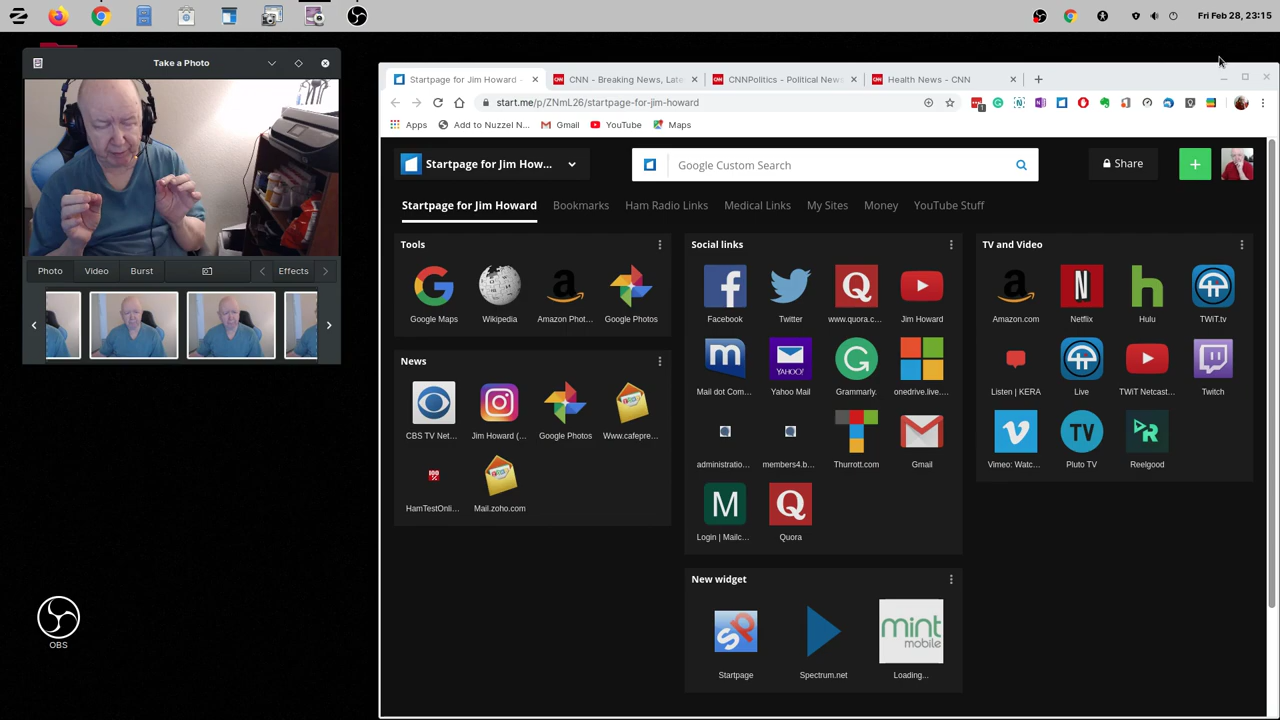 Fri Feb 28, 23:15
Take a Photo
Photo
Video
Burst
Effects
OBS
Startpage for Jim Howard -
CNN - Breaking News, Late
CNNPolitics - Political News
Health News - CNN
start.me/p/ZNmL26/startpage-for-jim-howard
Apps
Add to Nuzzel N...
Gmail
YouTube
Maps
Startpage for Jim How...
Google Custom Search
Share
Startpage for Jim Howard
Bookmarks
Ham Radio Links
Medical Links
My Sites
Money
YouTube Stuff
Tools
Google Maps
Wikipedia
Amazon Phot...
Google Photos
News
CBS TV Net...
Jim Howard (...
Google Photos
Www.cafepre...
HamTestOnli...
Mail.zoho.com
Social links
Facebook
Twitter
www.quora.c...
Jim Howard
Mail dot Com...
YAHOO!
Yahoo Mail
Grammarly.
onedrive.live....
administratio...
members4.b...
Thurrott.com
Gmail
Login | Mailc...
Quora
New widget
Startpage
Spectrum.net
mint
mobile
Loading...
TV and Video
Amazon.com
Netflix
Hulu
TWiT.tv
Listen | KERA
Live
TWiT Netcast...
Twitch
Vimeo: Watc...
TV
Pluto TV
Reelgood